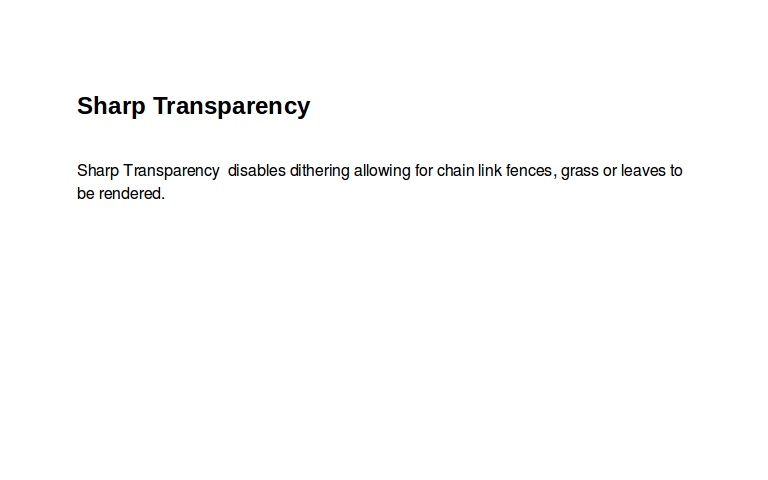 Sharp Transparency
Sharp Transparency  disables dithering allowing for chain link fences, grass or leaves to
be rendered.